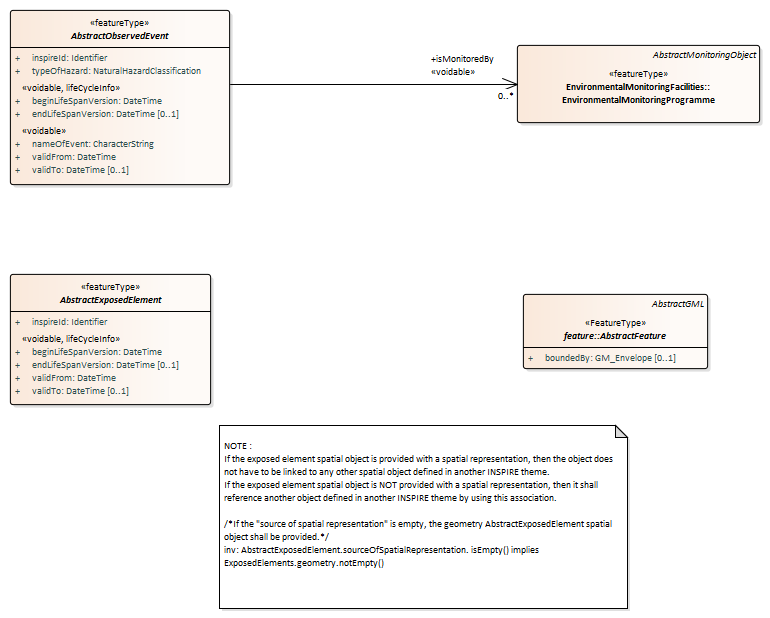 «featureType»
AbstractObservedEvent
+ inspireId: Identifier
+ typeOfHazard: NaturalHazardClassification
«voidable, lifeCycleInfo»
+ beginLifeSpanVersion: DateTime
+ endLifeSpanVersion: DateTime [0..1]
«voidable»
+ nameOfEvent: CharacterString
+ validFrom: DateTime
+ validTo: DateTime [0..1]
+isMonitoredBy
«voidable»
0..*
AbstractMonitoringObject
«featureType»
EnvironmentalMonitoringFacilities::
EnvironmentalMonitoringProgramme
«featureType»
AbstractExposedElement
+ inspireId: Identifier
«voidable, lifeCycleInfo»
+ beginLifeSpanVersion: DateTime
+ endLifeSpanVersion: DateTime [0..1]
+ validFrom: DateTime
+ validTo: DateTime [0..1]
AbstractGML
«FeatureType»
feature::AbstractFeature
+ boundedBy: GM_Envelope [0..1]
NOTE :
If the exposed element spatial object is provided with a spatial representation, then the object does
not have to be linked to any other spatial object defined in another INSPIRE theme.
If the exposed element spatial object is NOT provided with a spatial representation, then it shall
reference another object defined in another INSPIRE theme by using this association.
/*If the "source of spatial representation" is empty, the geometry AbstractExposedElement spatial
object shall be provided.*/
inv: AbstractExposedElement.sourceOfSpatialRepresentation. isEmpty() implies
ExposedElements.geometry.notEmpty()